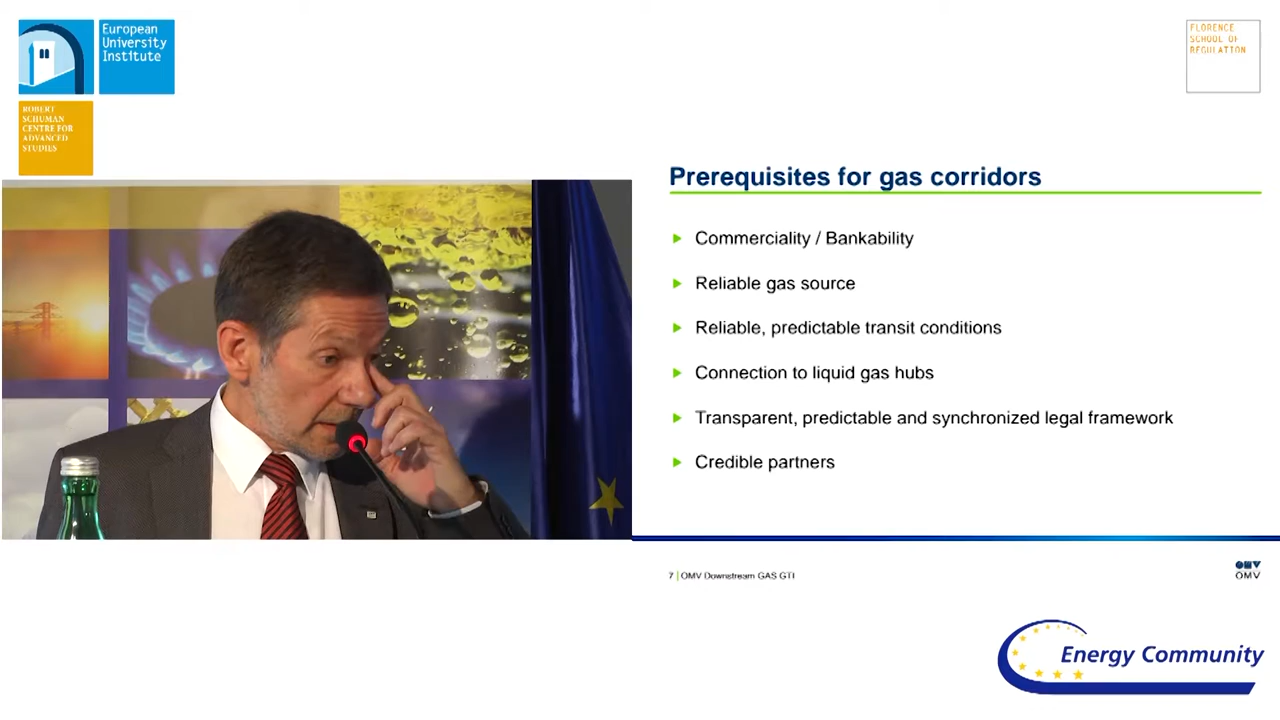 European
University
Institute
ROBERT
SCHUMAN
CENTRE FOR
ADVANCED
STUDIES
FLORENCE
SCHOOL OF
REGULATION
Prerequisites for gas corridors
Commerciality / Bankability
Reliable gas source
Reliable, predictable transit conditions
Connection to liquid gas hubs
Transparent, predictable and synchronized legal framework
Credible partners
7 | OMV Downstream GAS GTI
OMV
OMV
Energy Community